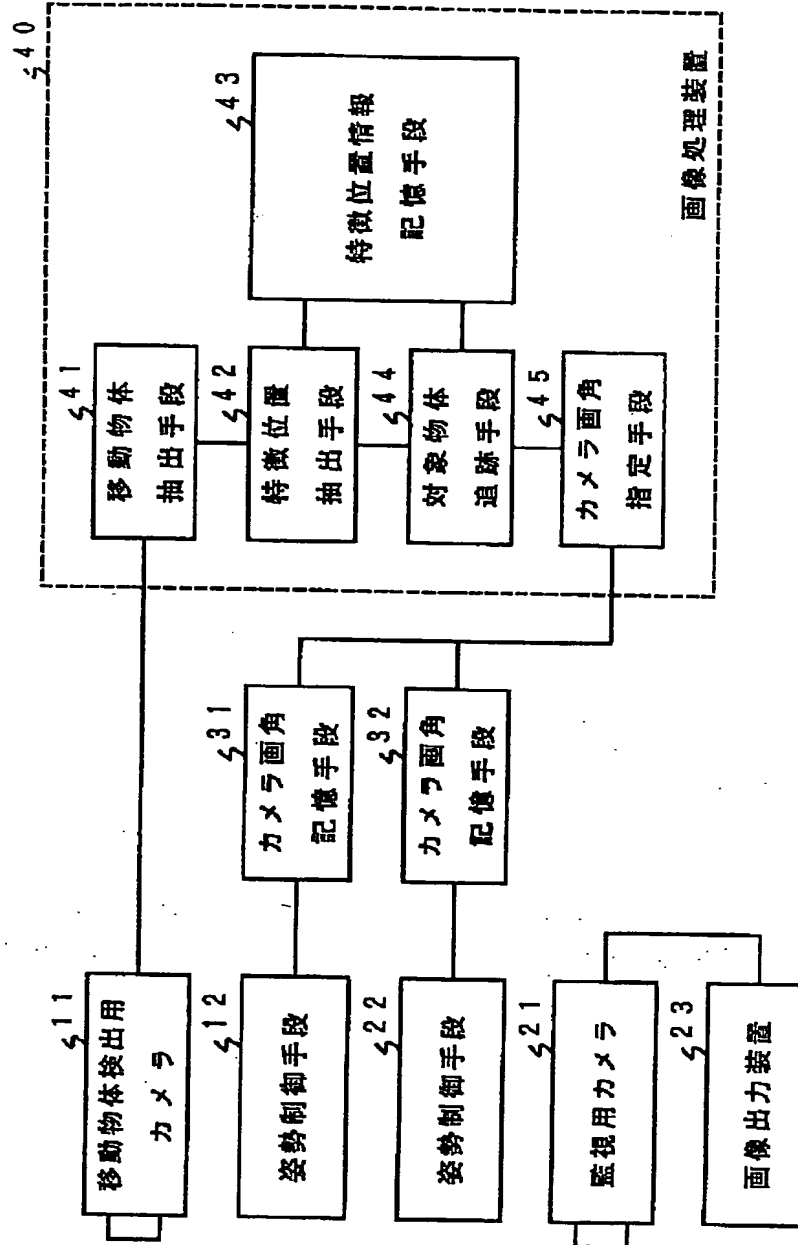 11
移動物体検出用
カメラ
12
姿勢制御手段
22
姿勢制御手段
21
監視用カメラ
23
画像出力装置
31
カメラ画角
記憶手段
32
カメラ画角
記憶手段
40
41
移動物体
抽出手段
42
特徴位置
抽出手段
43
特徴位置情報
記憶手段
44
対象物体
追跡手段
45
カメラ画角
指定手段
画像処理装置